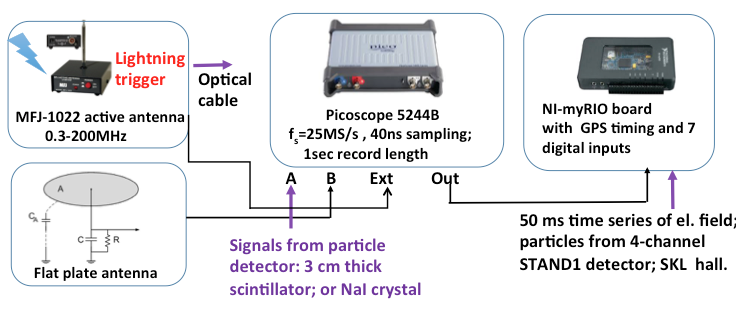 Lightning
trigger
Optical
cable
MFJ-1022 active antenna
0.3-200MHz
pico
Picoscope 5244B
fs=25MS/s , 40ns sampling;
1sec record length
NI-myRIO board
with GPS timing and 7
digital inputs
A B Ext Out
A
CA
C
R
Flat plate antenna
Signals from particle
detector: 3 cm thick
scintillator; or NaI crystal
50 ms time series of el. field;
particles from 4-channel
STAND1 detector; SKL hall.